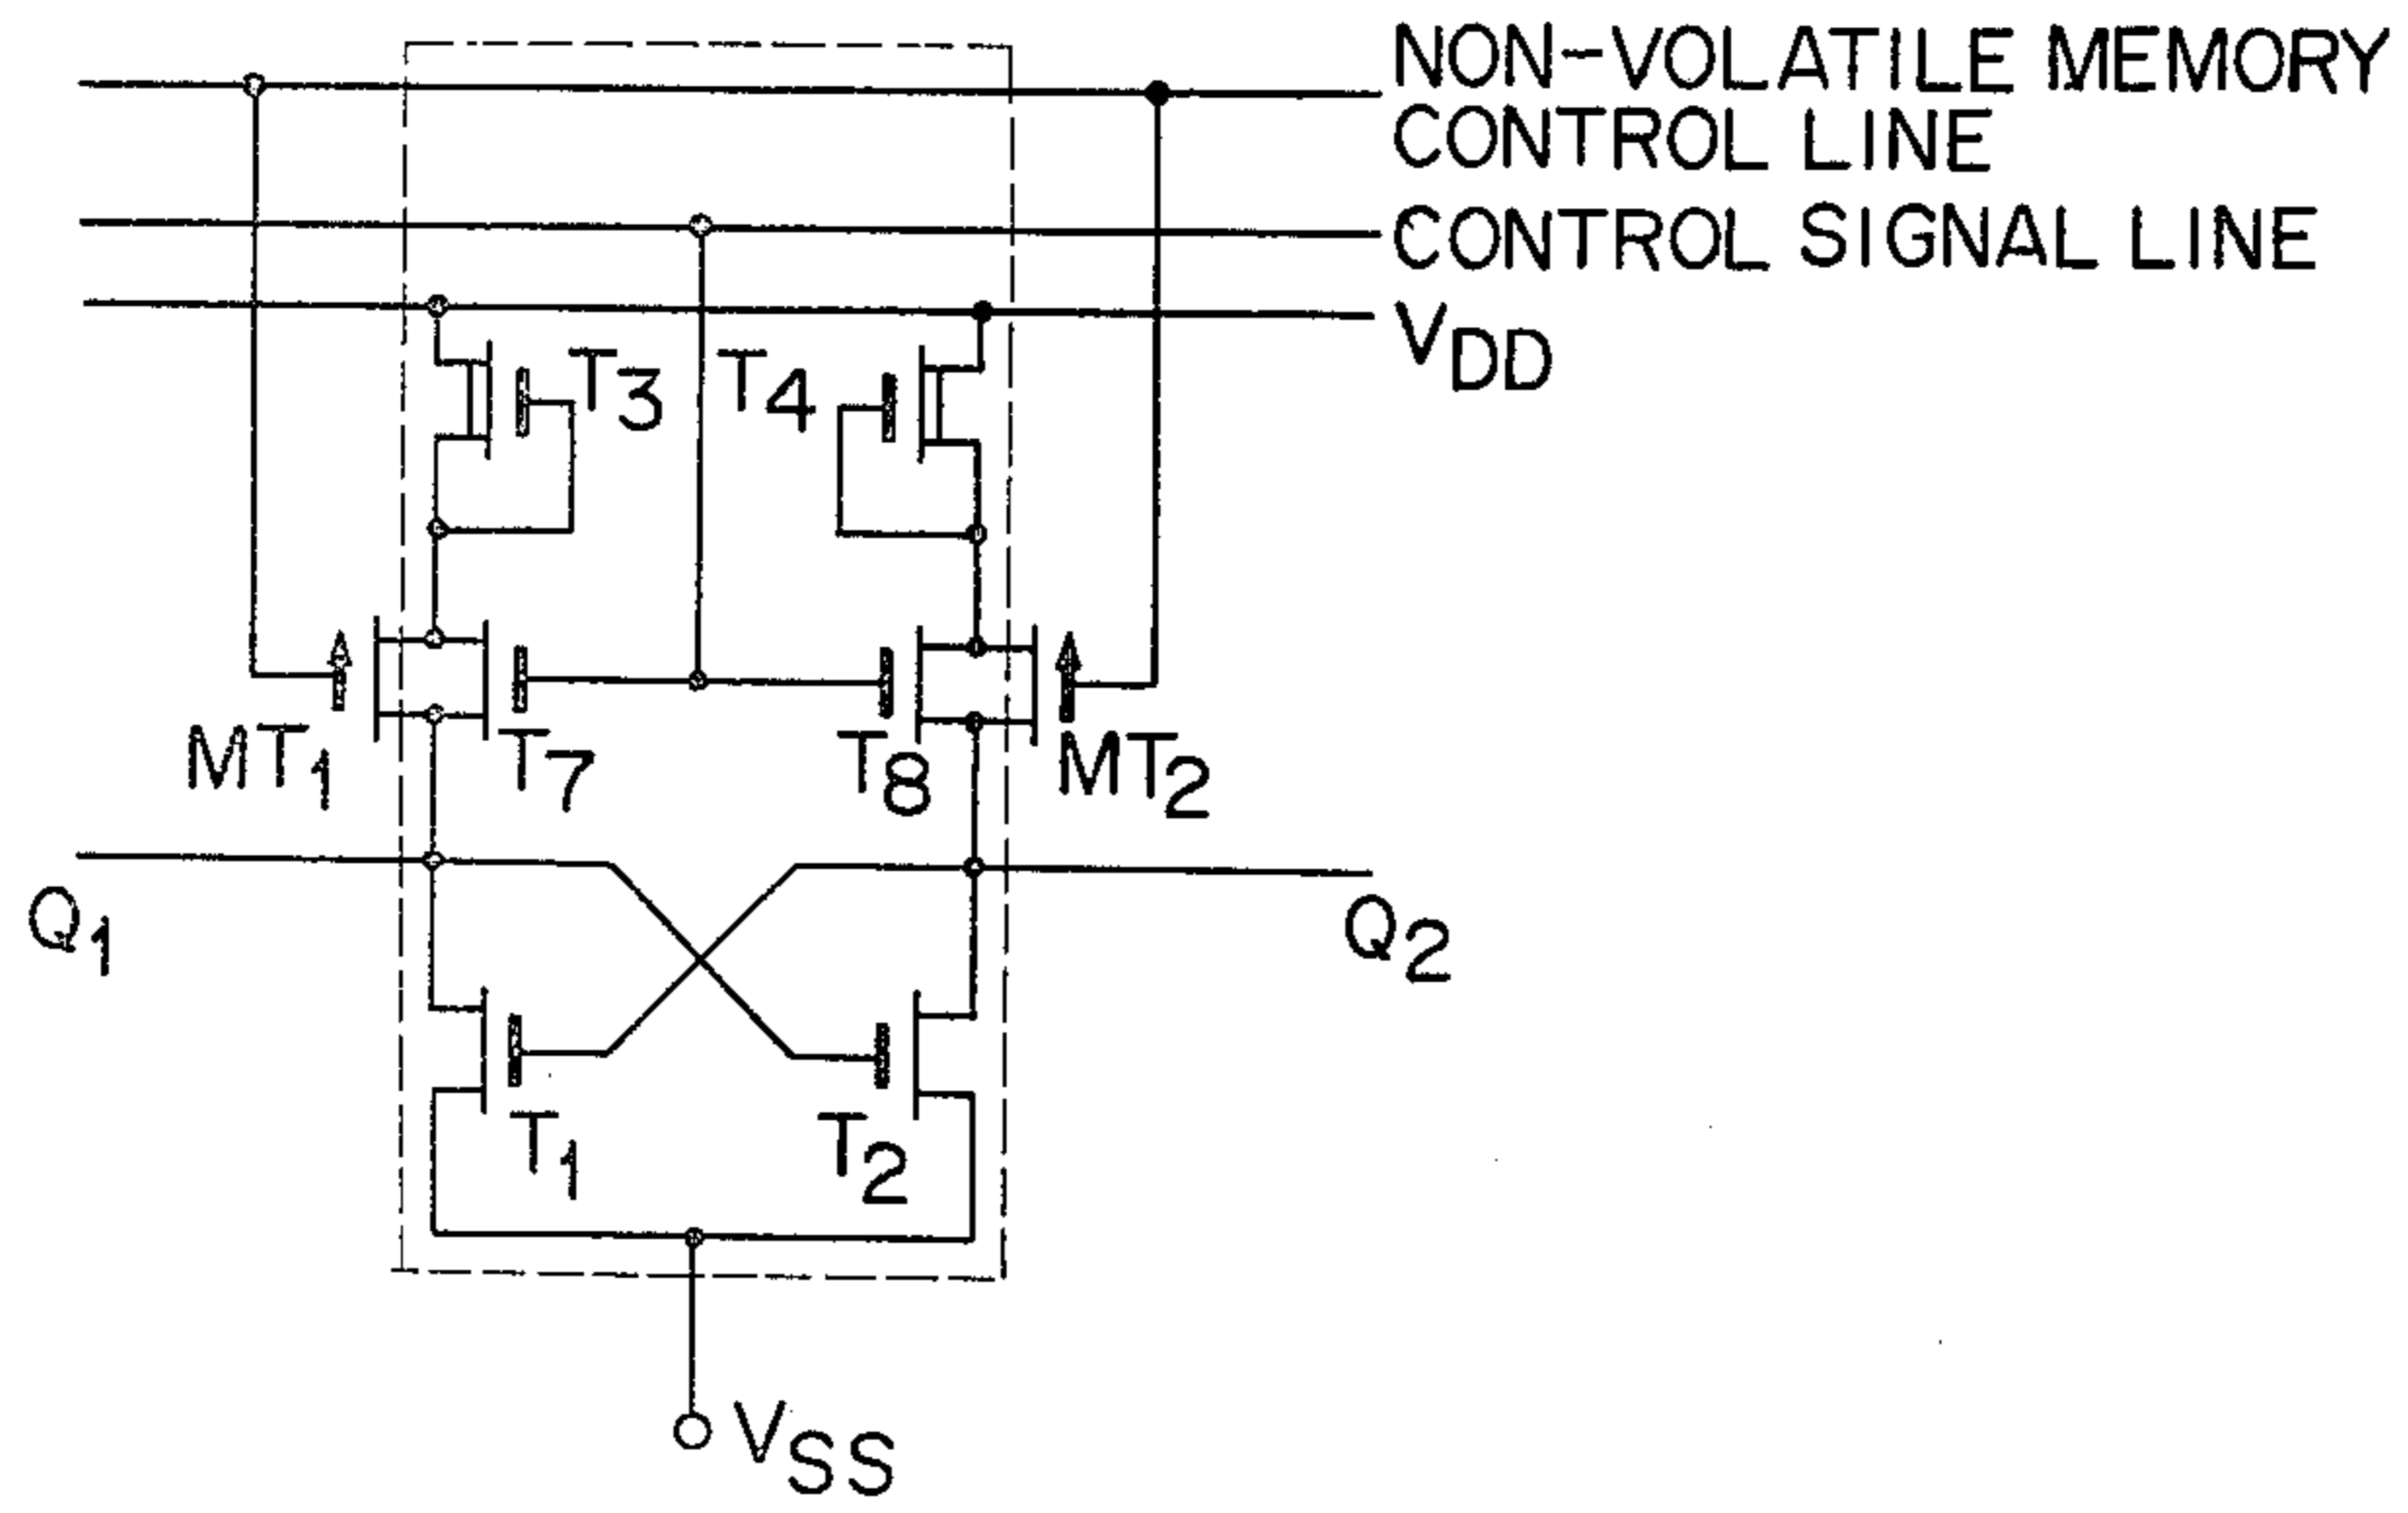 NON-VOLATILE MEMORY
CONTROL LINE
CONTROL SIGNAL LINE
VDD
T3 T4
MT1 T7 T8 MT2
Q1 Q2
T1 T2
VSS